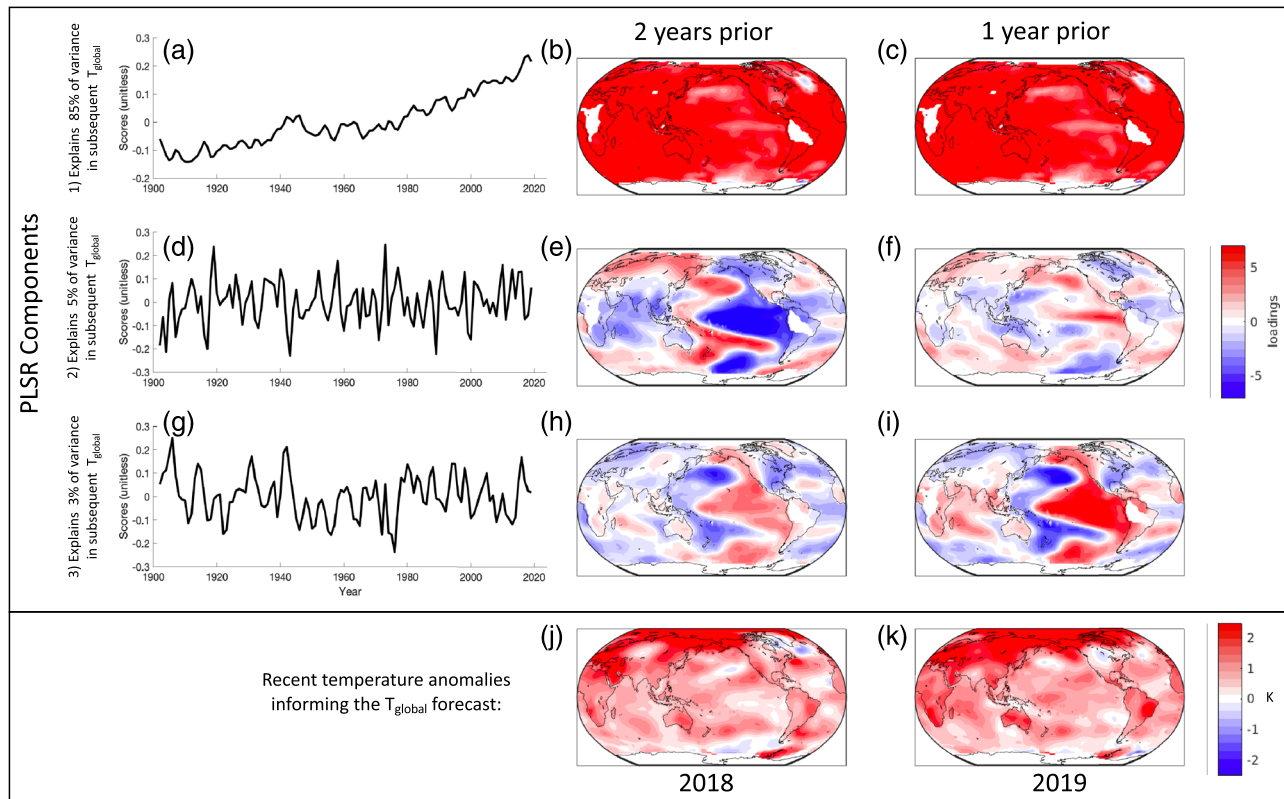 2 years prior
1 year prior
PLSR Components
1) Explains 85% of variance
in subsequent Tglobal
(a)
Scores (unitless)
0.3
0.2
0.1
0
-0.1
-0.2
1900
1920
1940
1960
1980
2000
2020
(b)
(c)
2) Explains 5% of variance
in subsequent Tglobal
(d)
Scores (unitless)
0.3
0.2
0.1
0
-0.1
-0.2
-0.3
1900
1920
1940
1960
1980
2000
2020
(e)
(f)
5
0
-5
loadings
3) Explains 3% of variance
in subsequent Tglobal
(g)
Scores (unitless)
0.3
0.2
0.1
0
-0.1
-0.2
-0.3
1900
1920
1940
1960
1980
2000
2020
Year
(h)
(i)
Recent temperature anomalies
informing the Tglobal forecast:
(j)
(k)
2
1
0
-1
-2
K
2018
2019